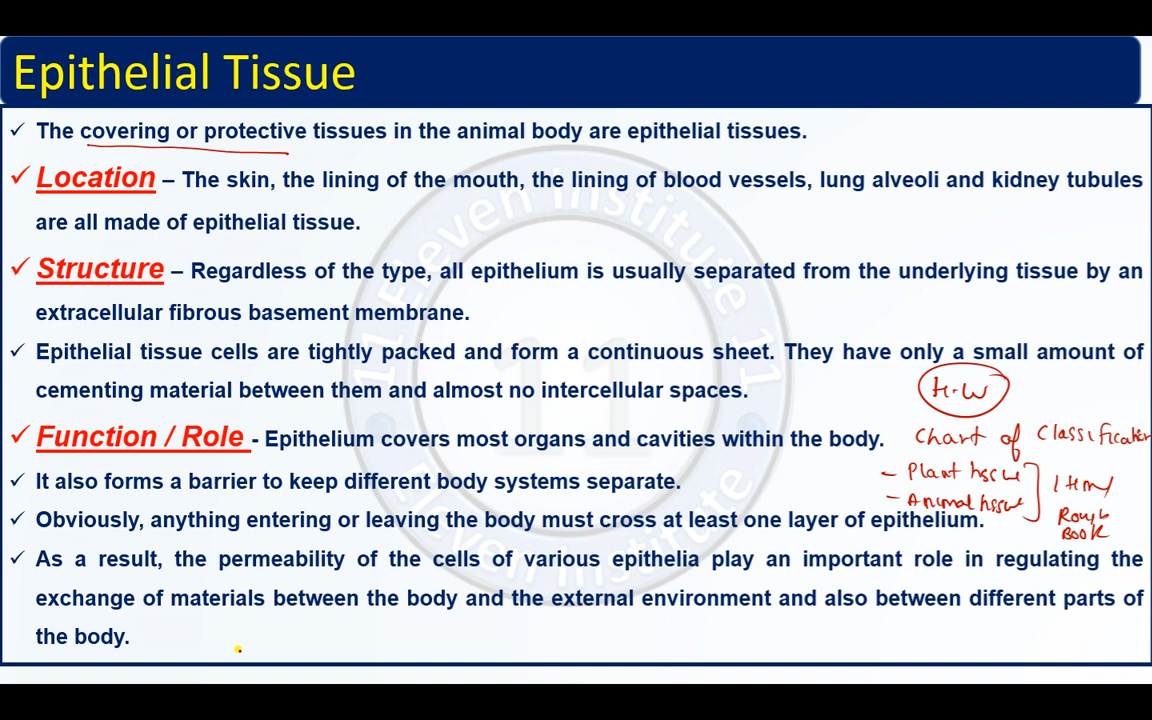 Epithelial Tissue
✓ The covering or protective tissues in the animal body are epithelial tissues.
✓ Location – The skin, the lining of the mouth, the lining of blood vessels, lung alveoli and kidney tubules
are all made of epithelial tissue.
✓ Structure – Regardless of the type, all epithelium is usually separated from the underlying tissue by an
extracellular fibrous basement membrane.
✓ Epithelial tissue cells are tightly packed and form a continuous sheet. They have only a small amount of
cementing material between them and almost no intercellular spaces.
H.W
✓ Function / Role - Epithelium covers most organs and cavities within the body.
Chart of Classification
- Plant tissue
✓ It also forms a barrier to keep different body systems separate.
- Animal tissue
Rough
Book
✓ Obviously, anything entering or leaving the body must cross at least one layer of epithelium.
✓ As a result, the permeability of the cells of various epithelia play an important role in regulating the
exchange of materials between the body and the external environment and also between different parts of
the body.
11 Eleven Institute 11
Eleven Institute
11